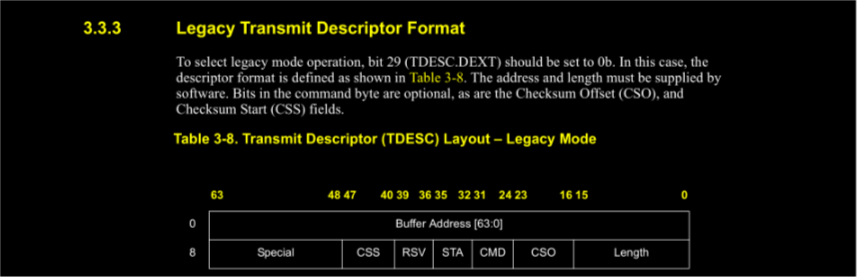 3.3.3 Legacy Transmit Descriptor Format
To select legacy mode operation, bit 29 (TDESC.DEXT) should be set to 0b. In this case, the
descriptor format is defined as shown in Table 3-8. The address and length must be supplied by
software. Bits in the command byte are optional, as are the Checksum Offset (CSO), and
Checksum Start (CSS) fields.
Table 3-8. Transmit Descriptor (TDESC) Layout – Legacy Mode
63 48 47 40 39 36 35 32 31 24 23 16 15 0
0 Buffer Address [63:0]
8 Special CSS RSV STA CMD CSO Length